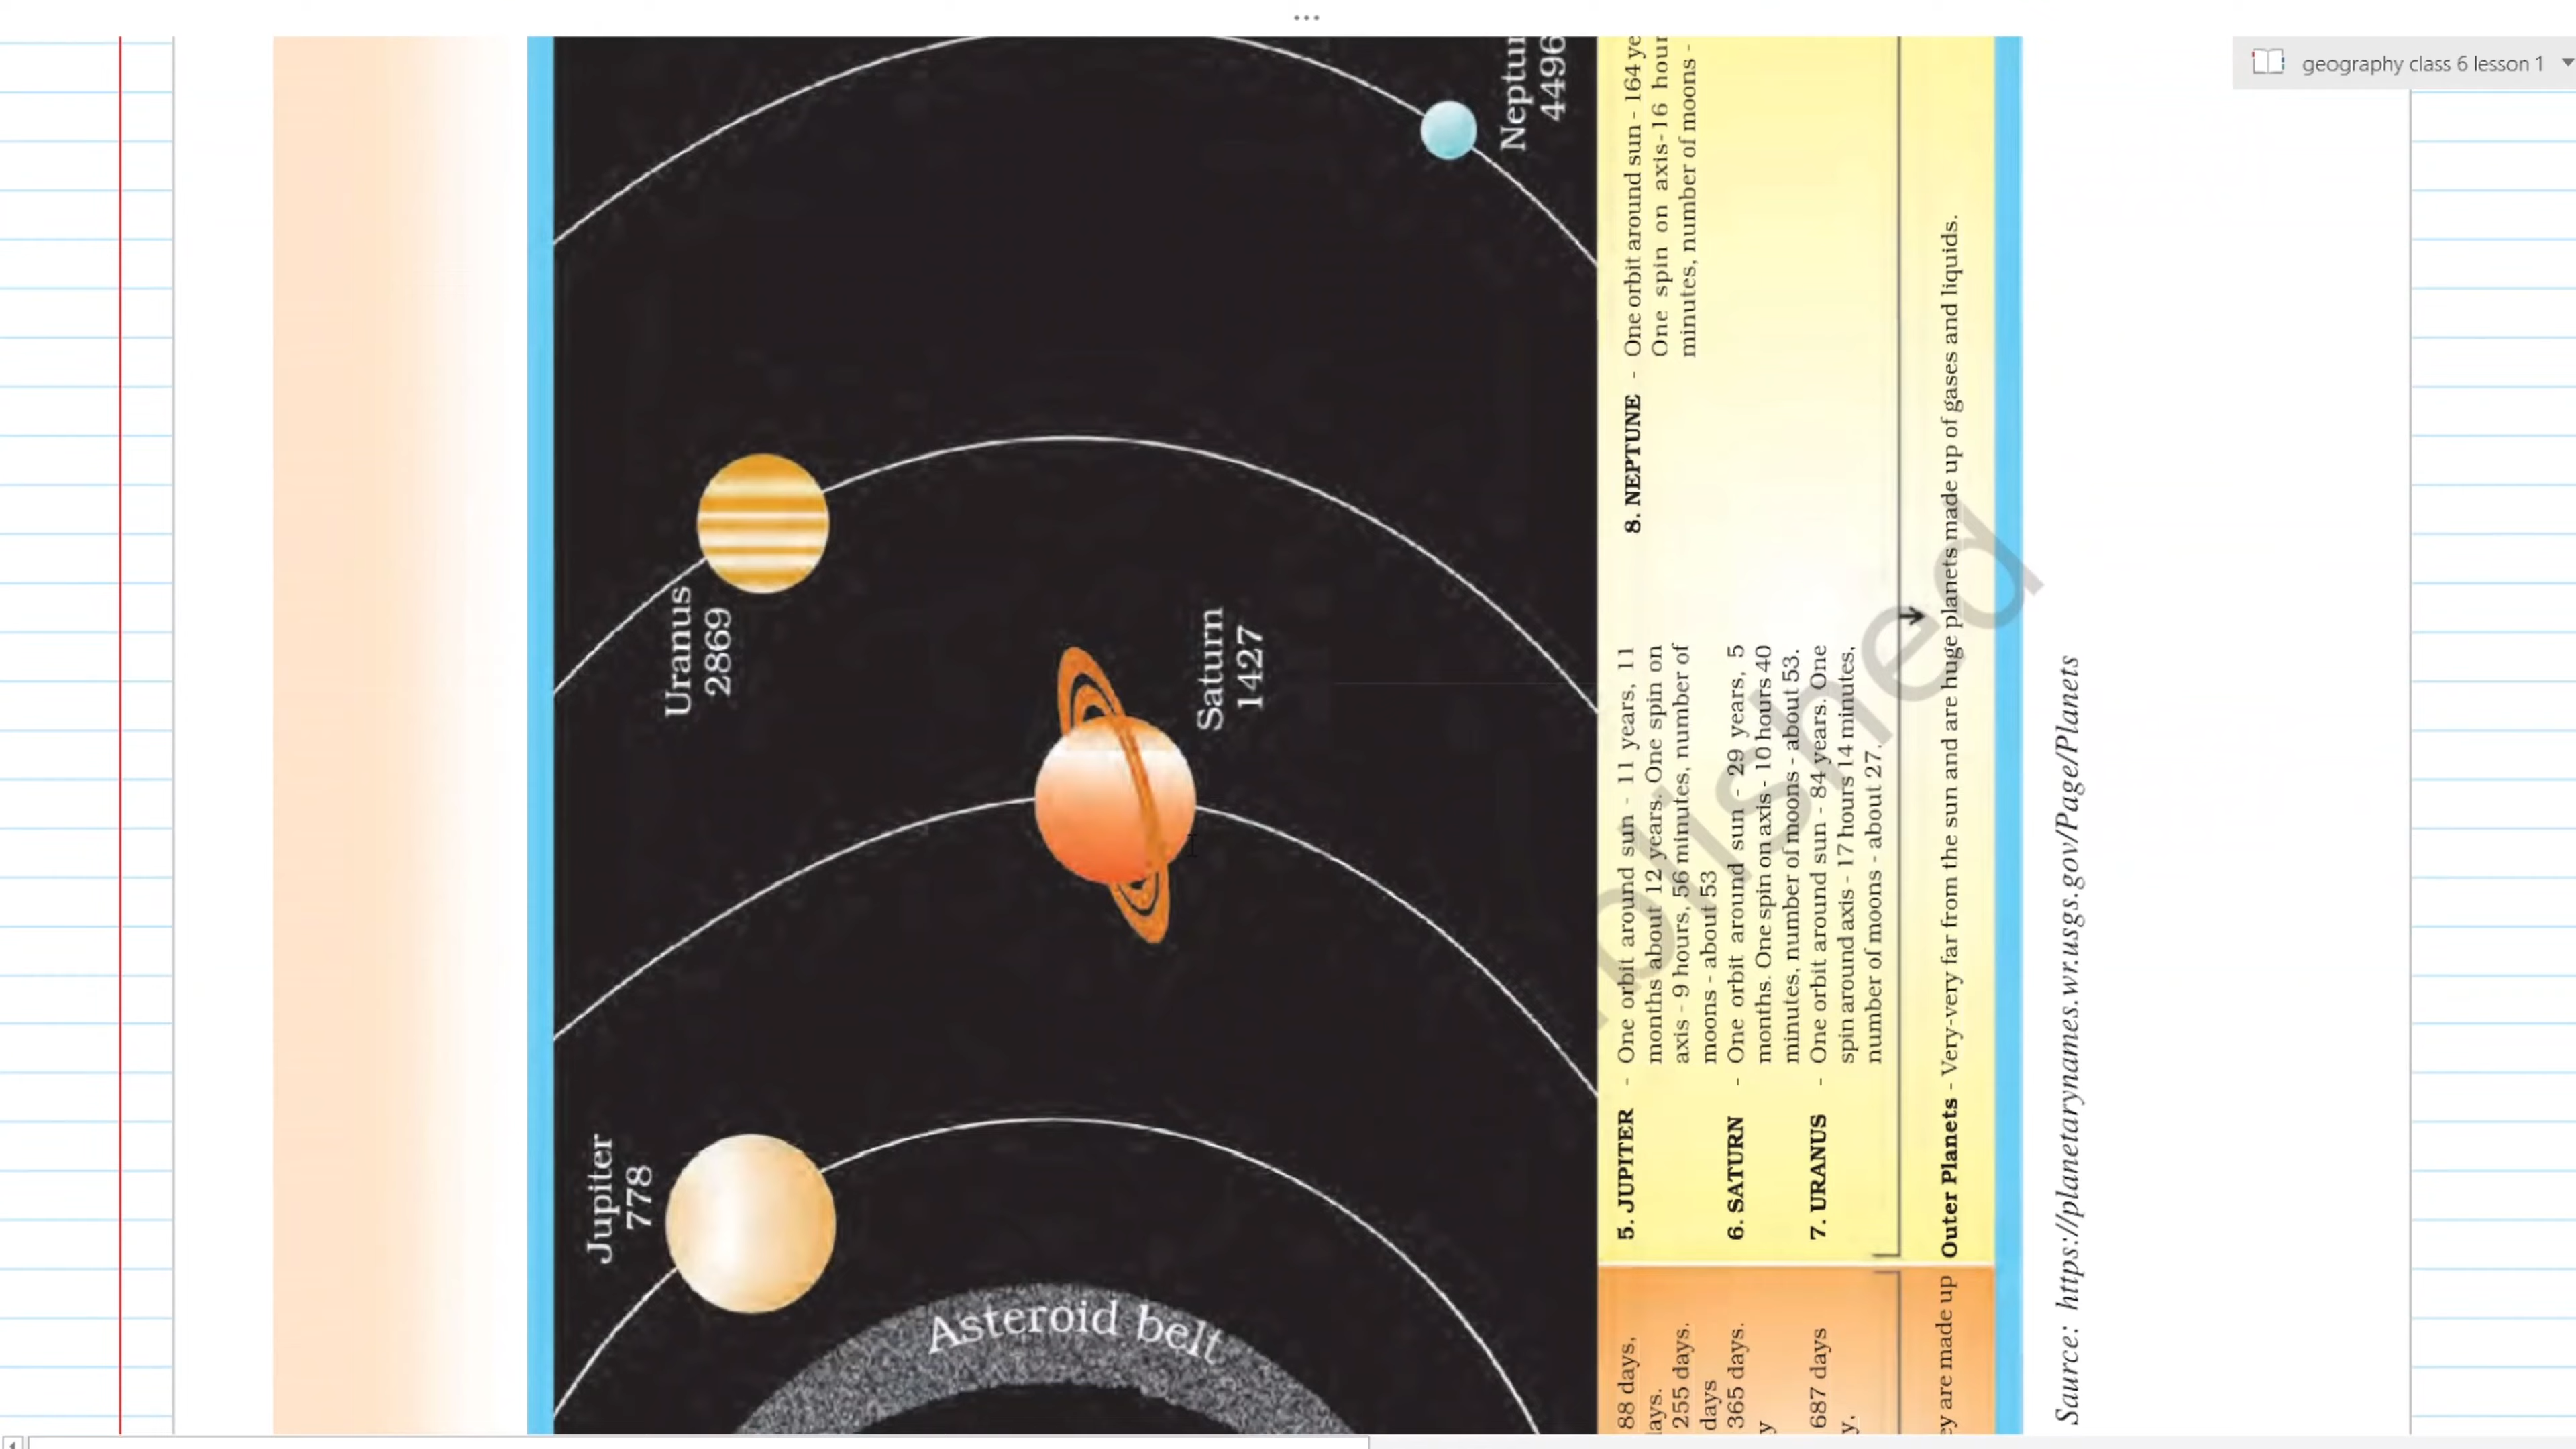 geography class 6 lesson 1
Neptun
4496
Uranus
2869
Saturn
1427
Jupiter
778
Asteroid belt
5. JUPITER - One orbit around sun - 11 years, 11
months about 12 years. One spin on
axis - 9 hours, 56 minutes, number of
moons - about 53
6. SATURN - One orbit around sun - 29 years, 5
months. One spin on axis - 10 hours 40
minutes, number of moons - about 53.
7. URANUS - One orbit around sun - 84 years. One
spin around axis - 17 hours 14 minutes,
number of moons - about 27.
8. NEPTUNE - One orbit around sun - 164 ye
One spin on axis-16 hour
minutes, number of moons -
Outer Planets - Very-very far from the sun and are huge planets made up of gases and liquids.
88 days.
ays.
255 days.
days
365 days.
y
687 days
y.
ey are made up
Saurce: https://planetarynames.wr.usgs.gov/Page/Planets
plished